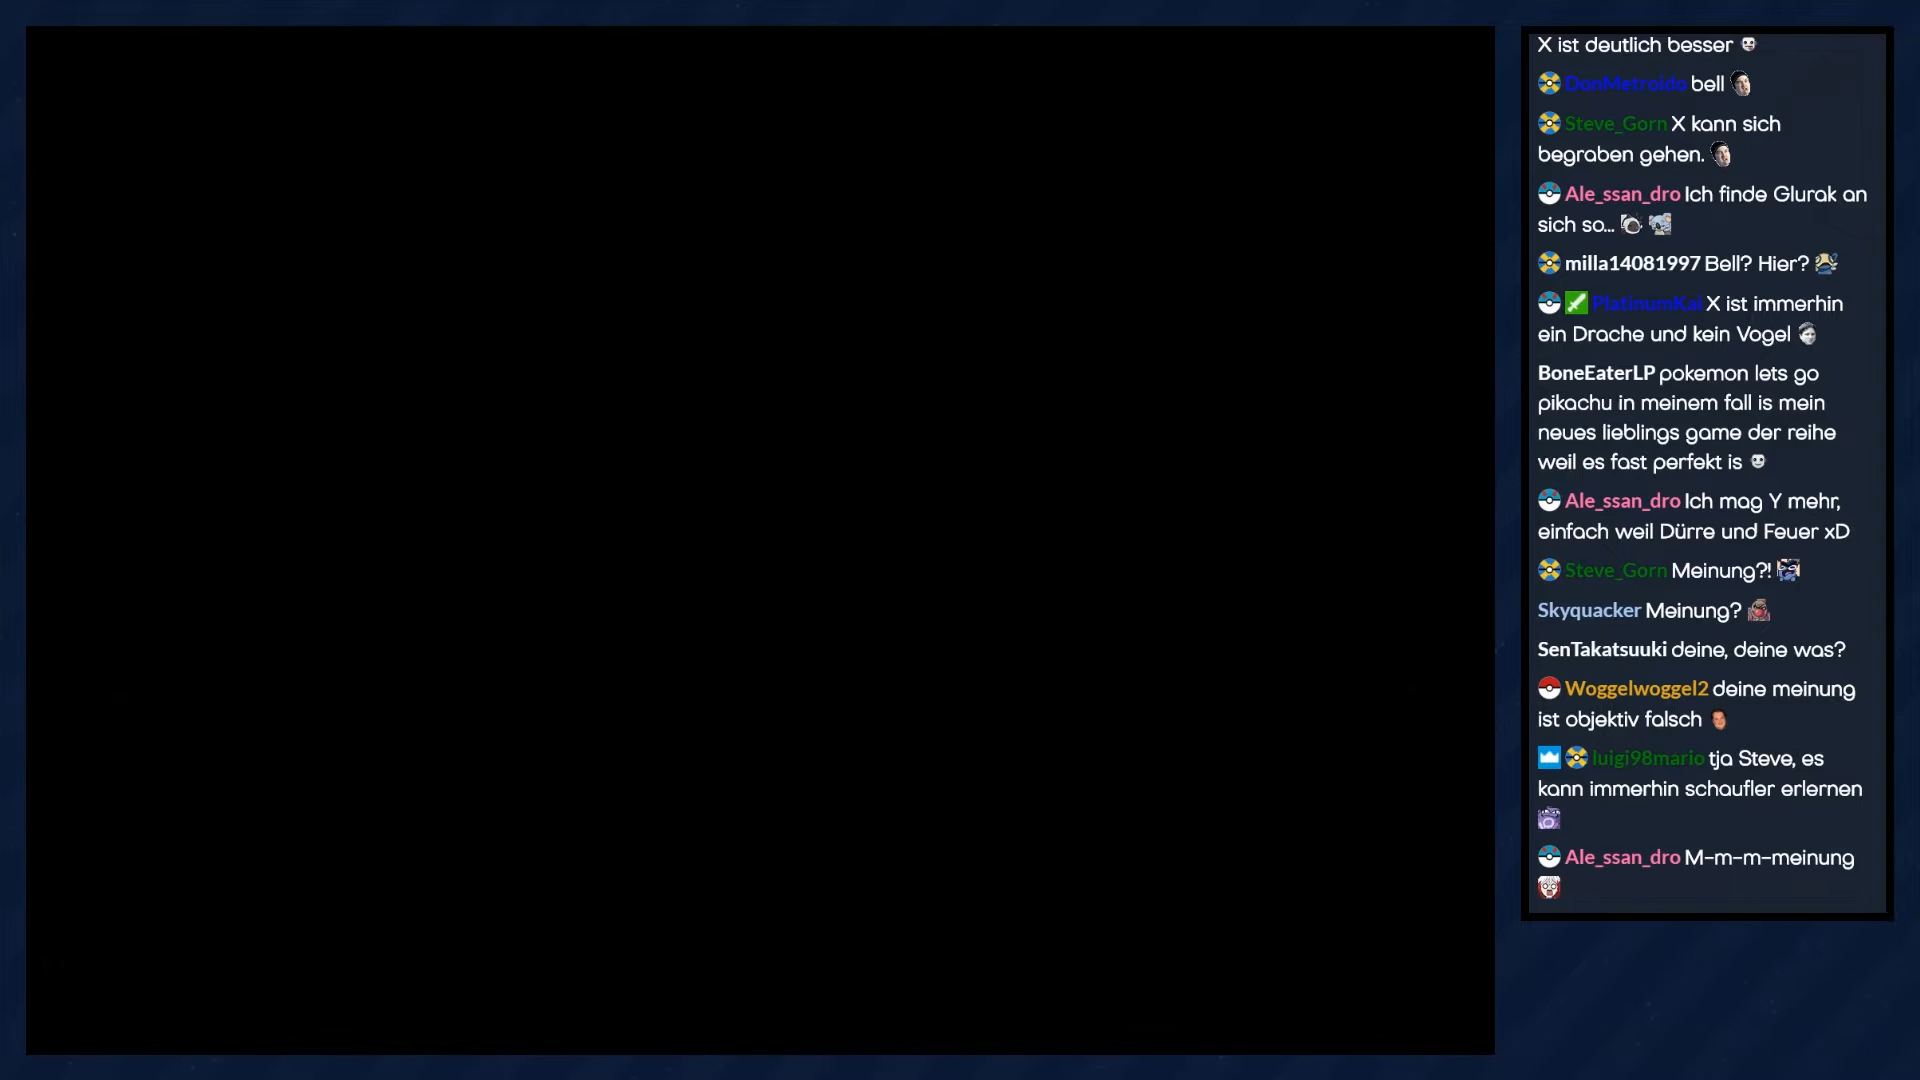 X ist deutlich besser
DonMetroido bell
Steve_Gorn X kann sich
begraben gehen.
Ale_ssan_dro Ich finde Glurak an
sich so...
milla14081997 Bell? Hier?
PlatinumKai X ist immerhin
ein Drache und kein Vogel
BoneEaterLP pokemon lets go
pikachu in meinem fall is mein
neues lieblings game der reihe
weil es fast perfekt is
Ale_ssan_dro Ich mag Y mehr,
einfach weil Dürre und Feuer xD
Steve_Gorn Meinung?!
Skyquacker Meinung?
SenTakatsuuki deine, deine was?
Woggelwoggel2 deine meinung
ist objektiv falsch
luigi98mario tja Steve, es
kann immerhin schaufler erlernen
Ale_ssan_dro M-m-m-meinung